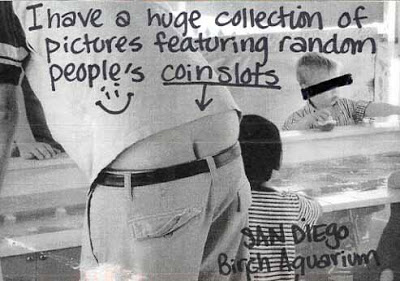 I have a huge collection of
pictures featuring random
people's coinslots
SAN DIEGO
Birch Aquarium